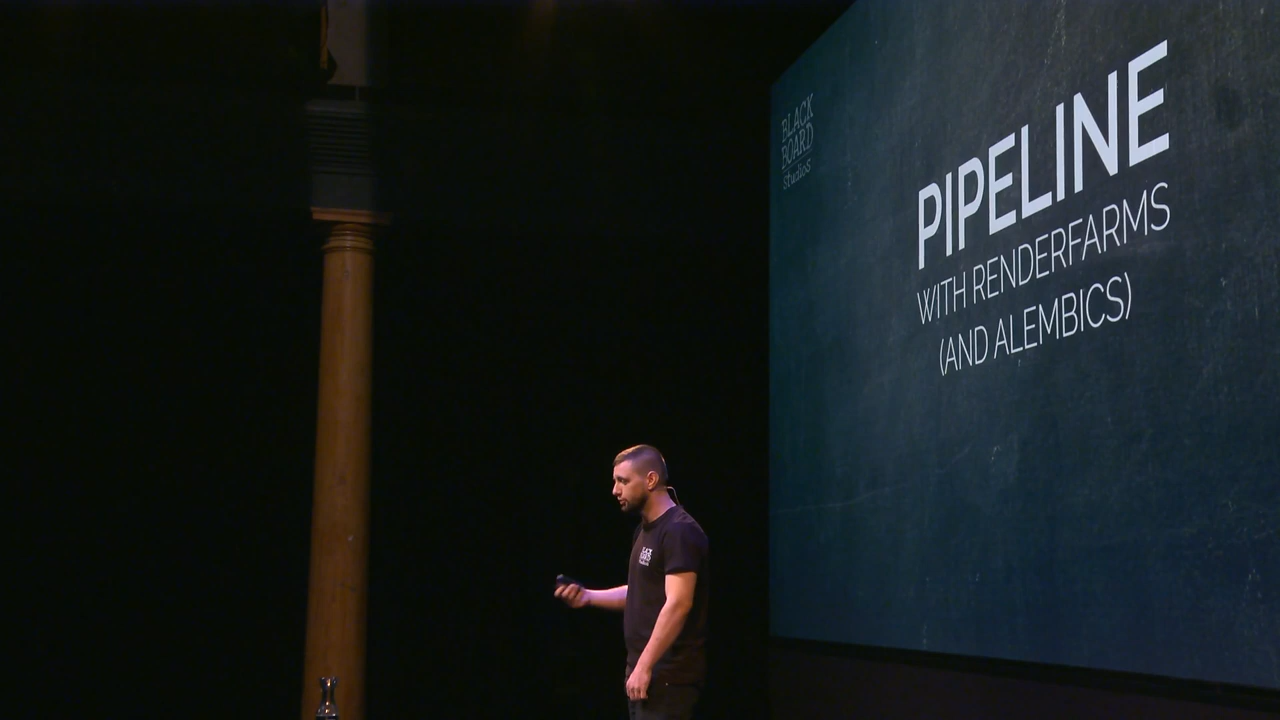 BLACK
BOARD
Studios
PIPELINE
WITH RENDERFARMS
(AND ALEMBICS)